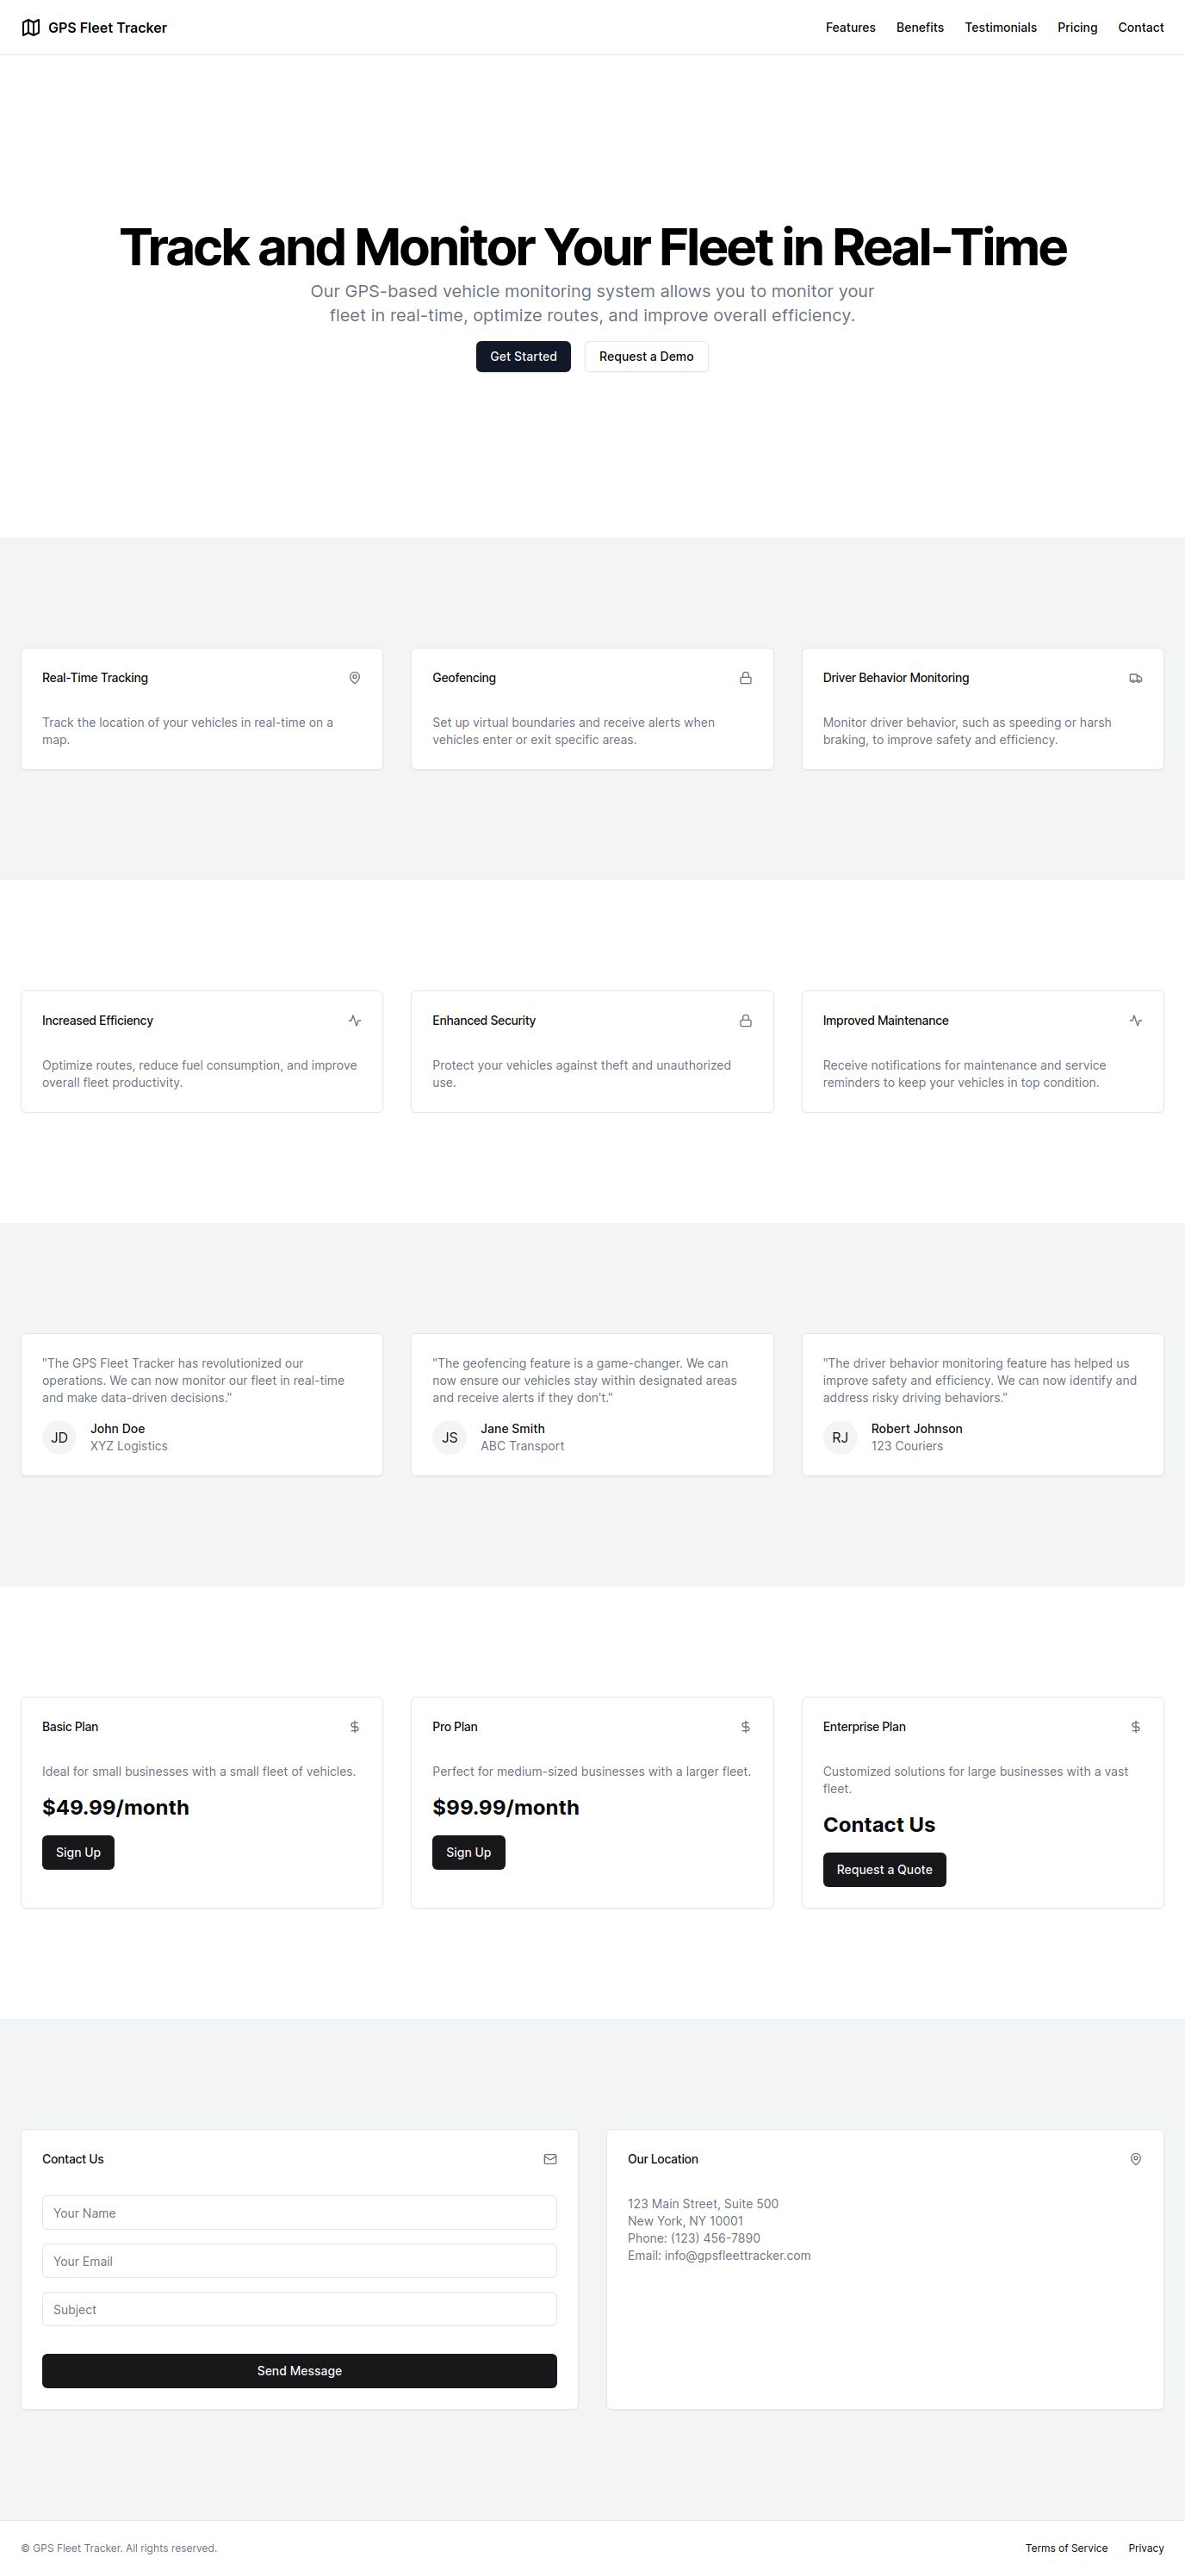 GPS Fleet Tracker
Features
Benefits
Testimonials
Pricing
Contact
Track and Monitor Your Fleet in Real-Time
Our GPS-based vehicle monitoring system allows you to monitor your
fleet in real-time, optimize routes, and improve overall efficiency.
Get Started
Request a Demo
Real-Time Tracking
Track the location of your vehicles in real-time on a
map.
Geofencing
Set up virtual boundaries and receive alerts when
vehicles enter or exit specific areas.
Driver Behavior Monitoring
Monitor driver behavior, such as speeding or harsh
braking, to improve safety and efficiency.
Increased Efficiency
Optimize routes, reduce fuel consumption, and improve
overall fleet productivity.
Enhanced Security
Protect your vehicles against theft and unauthorized
use.
Improved Maintenance
Receive notifications for maintenance and service
reminders to keep your vehicles in top condition.
"The GPS Fleet Tracker has revolutionized our
operations. We can now monitor our fleet in real-time
and make data-driven decisions."
JD
John Doe
XYZ Logistics
"The geofencing feature is a game-changer. We can
now ensure our vehicles stay within designated areas
and receive alerts if they don't."
JS
Jane Smith
ABC Transport
"The driver behavior monitoring feature has helped us
improve safety and efficiency. We can now identify and
address risky driving behaviors."
RJ
Robert Johnson
123 Couriers
Basic Plan
Ideal for small businesses with a small fleet of vehicles.
$49.99/month
Sign Up
Pro Plan
Perfect for medium-sized businesses with a larger fleet.
$99.99/month
Sign Up
Enterprise Plan
Customized solutions for large businesses with a vast
fleet.
Contact Us
Request a Quote
Contact Us
Your Name
Your Email
Subject
Send Message
Our Location
123 Main Street, Suite 500
New York, NY 10001
Phone: (123) 456-7890
Email: info@gpsfleettracker.com
© GPS Fleet Tracker. All rights reserved.
Terms of Service
Privacy